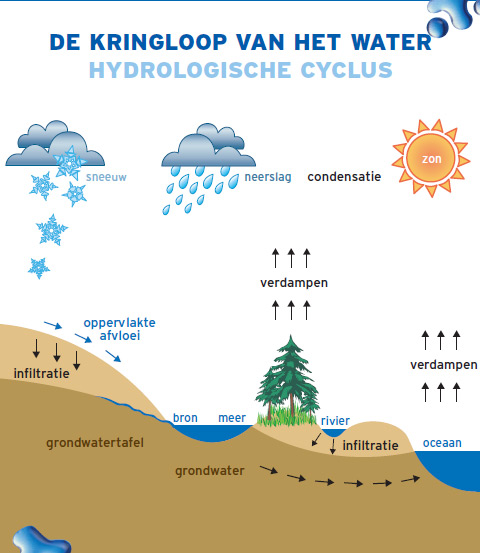 DE KRINGLOOP VAN HET WATER
HYDROLOGISCHE CYCLUS
zon
sneeuw
neerslag
condensatie
verdampen
oppervlakte
afvloei
verdampen
infiltratie
bron
meer
rivier
grondwatertafel
infiltratie
oceaan
grondwater